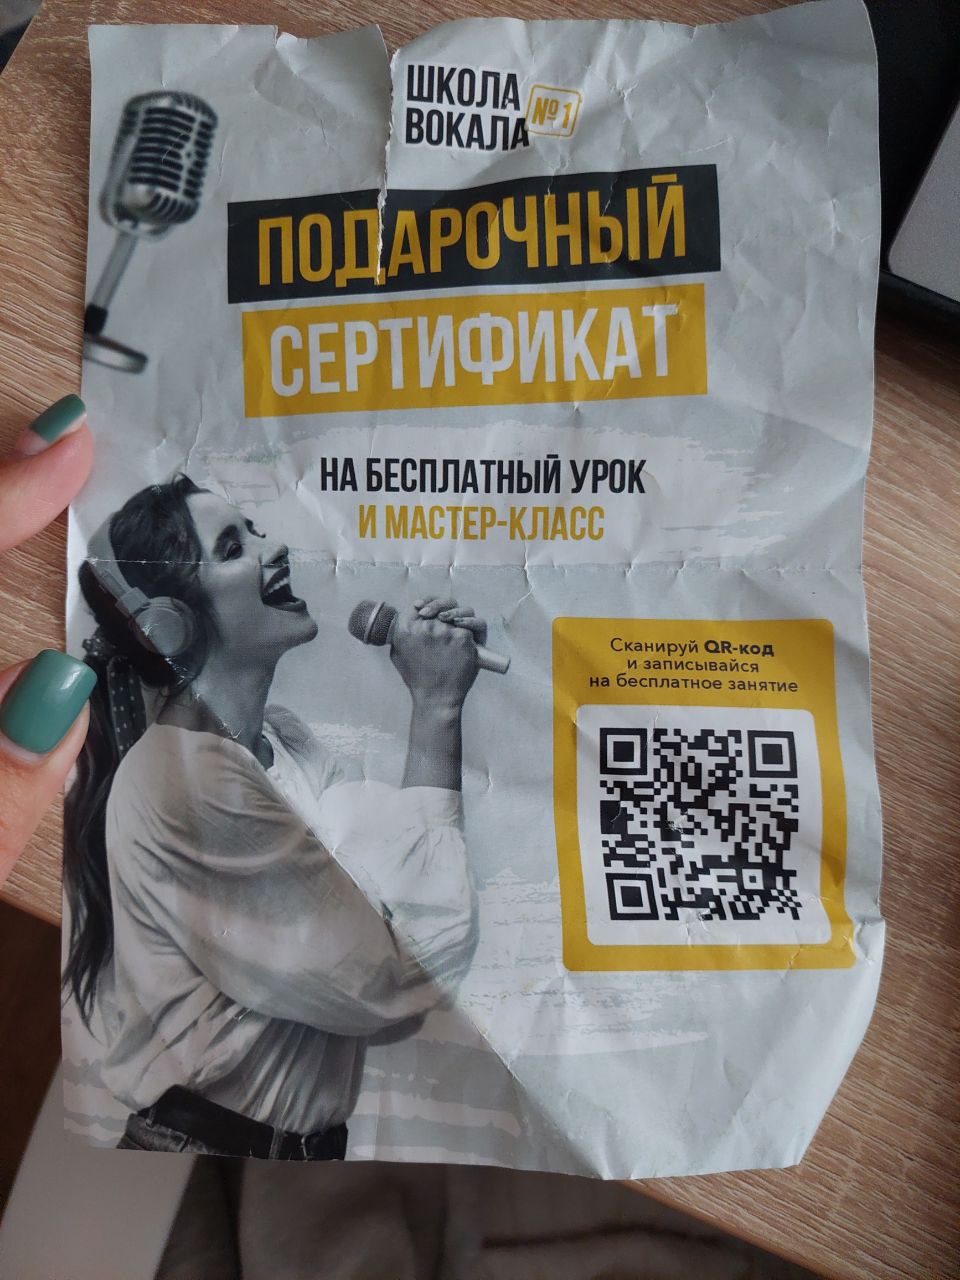 ШКОЛА
ВОКАЛА
№1
ПОДАРОЧНЫЙ
СЕРТИФИКАТ
НА БЕСПЛАТНЫЙ УРОК
И МАСТЕР-КЛАСС
Сканируй QR-код
и записывайся
на бесплатное занятие